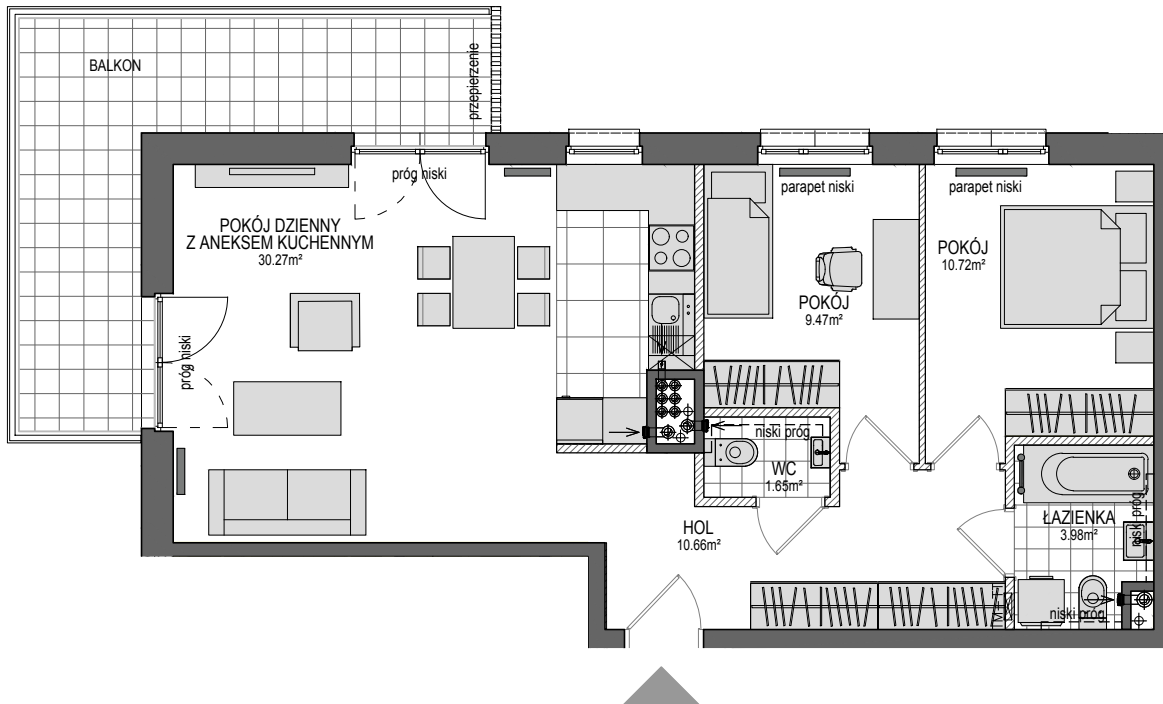 BALKON
przepierzenie
próg niski
parapet niski
parapet niski
POKÓJ DZIENNY
Z ANEKSEM KUCHENNYM
30.27m²
POKÓJ
10.72m²
POKÓJ
9.47m²
próg niski
niski próg
WC
1.65m²
HOL
10.66m²
ŁAZIENKA
3.98m²
niski próg
niski próg